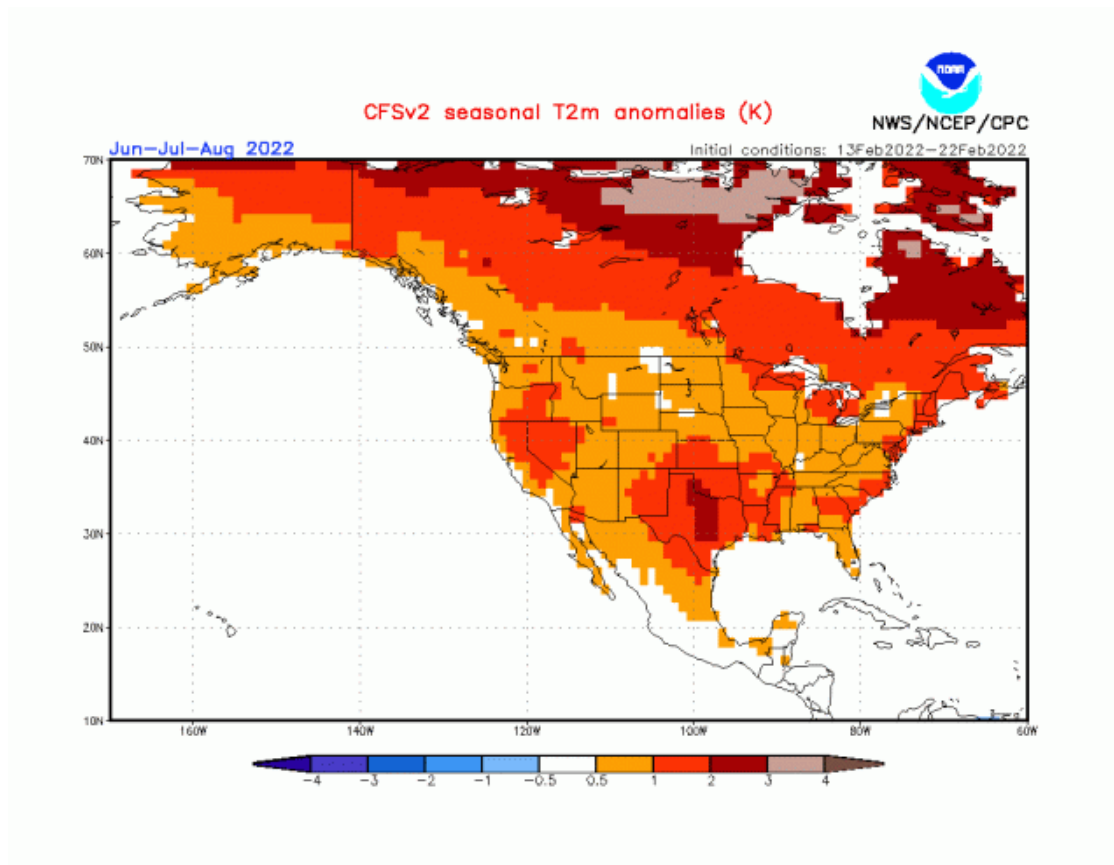 NOAA
CFSv2 seasonal T2m anomalies (K)
NWS/NCEP/CPC
Jun-Jul-Aug 2022
Initial conditions: 13Feb2022-22Feb2022
70N
60N
50N
40N
30N
20N
10N
160W 140W 120W 100W 80W 60W
-4 -3 -2 -1 -0.5 0.5 1 2 3 4